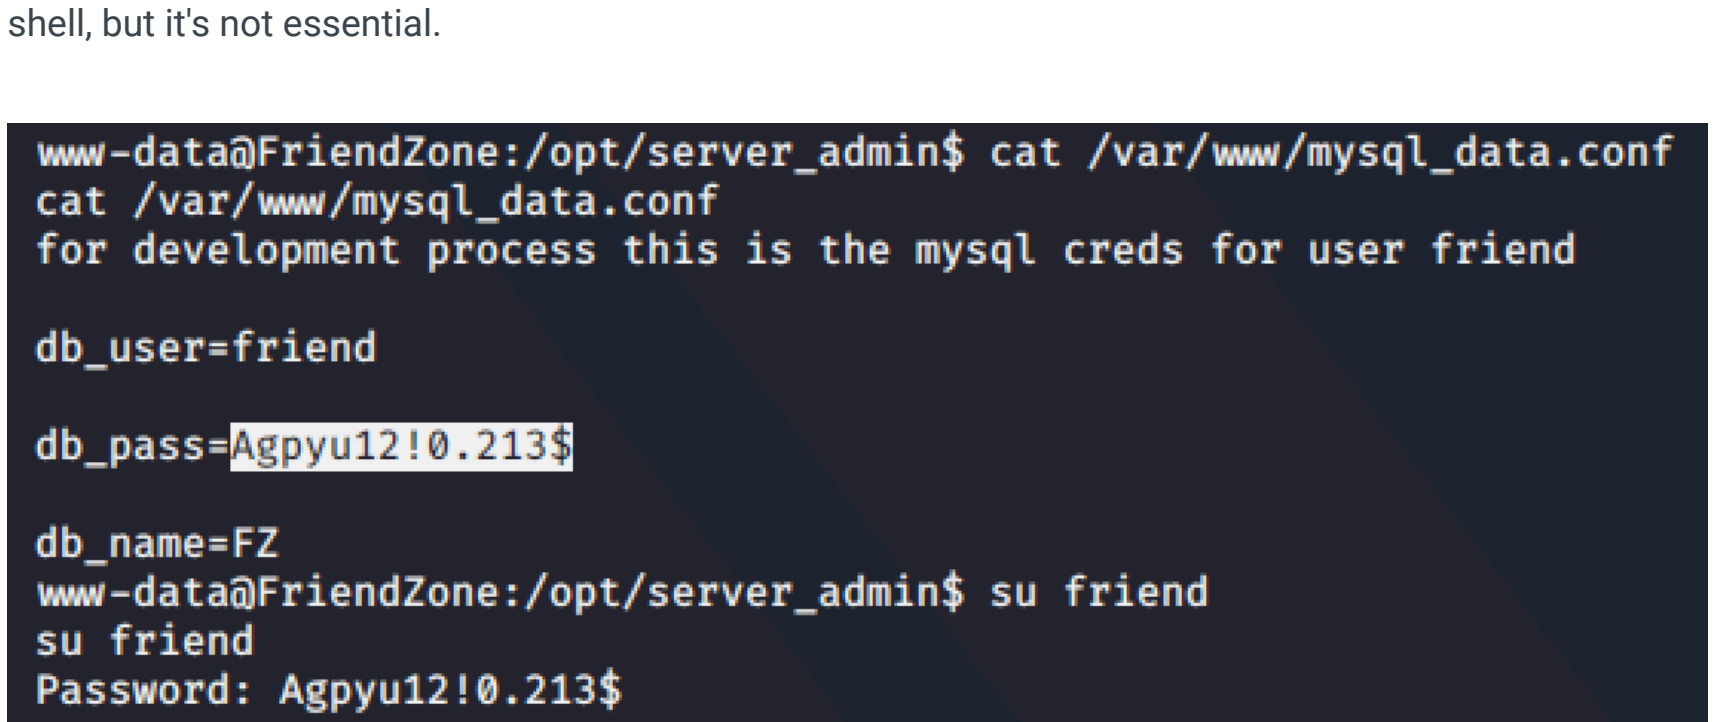 shell, but it's not essential.
www-data@FriendZone:/opt/server_admin$ cat /var/www/mysql_data.conf
cat /var/www/mysql_data.conf
for development process this is the mysql creds for user friend
db_user=friend
db_pass=Agpyu12!0.213$
db_name=FZ
www-data@FriendZone:/opt/server_admin$ su friend
su friend
Password: Agpyu12!0.213$